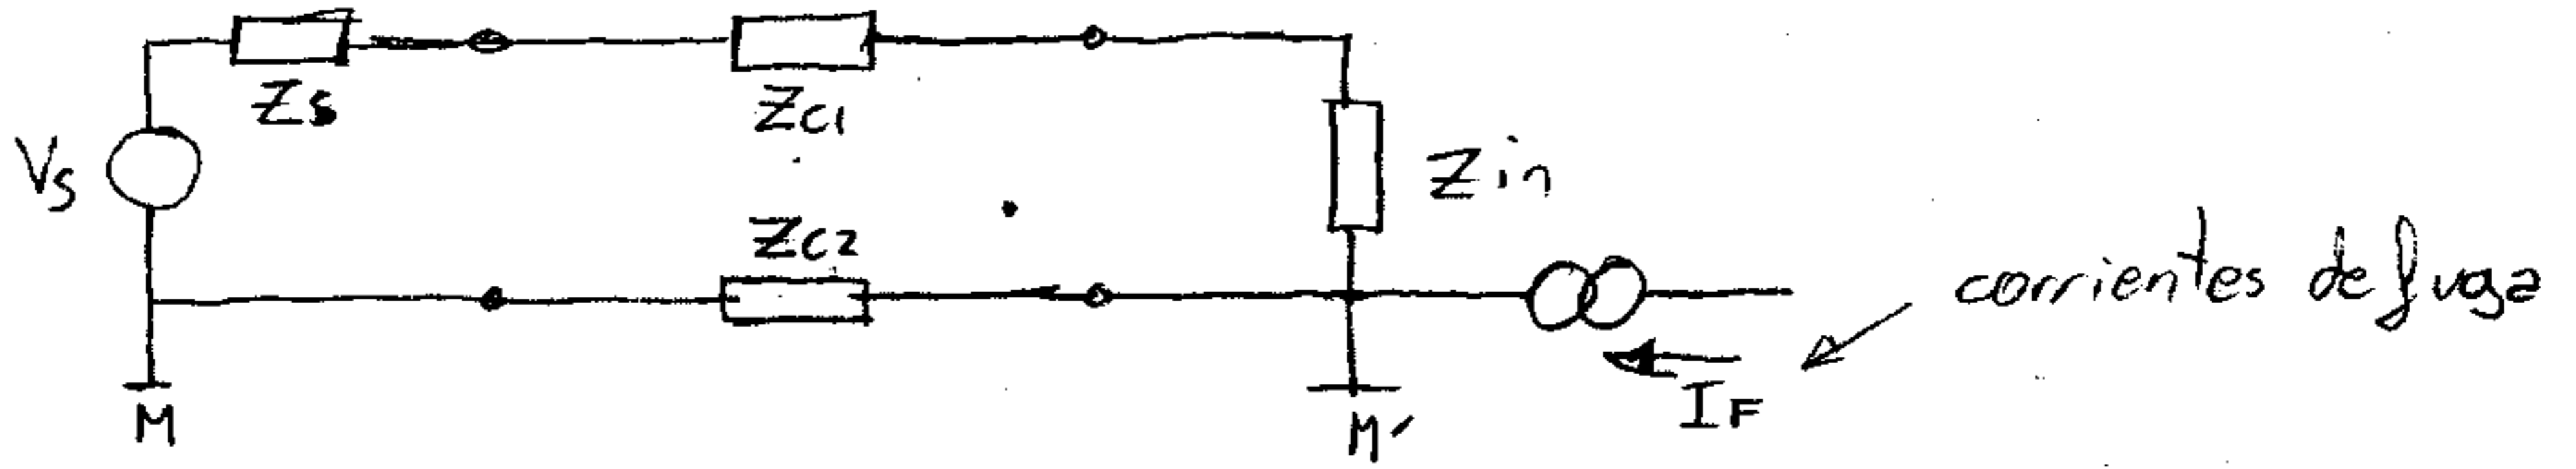 Zs
Zc1
Vs
Zin
Zc2
corrientes de fuga
IF
M
M'